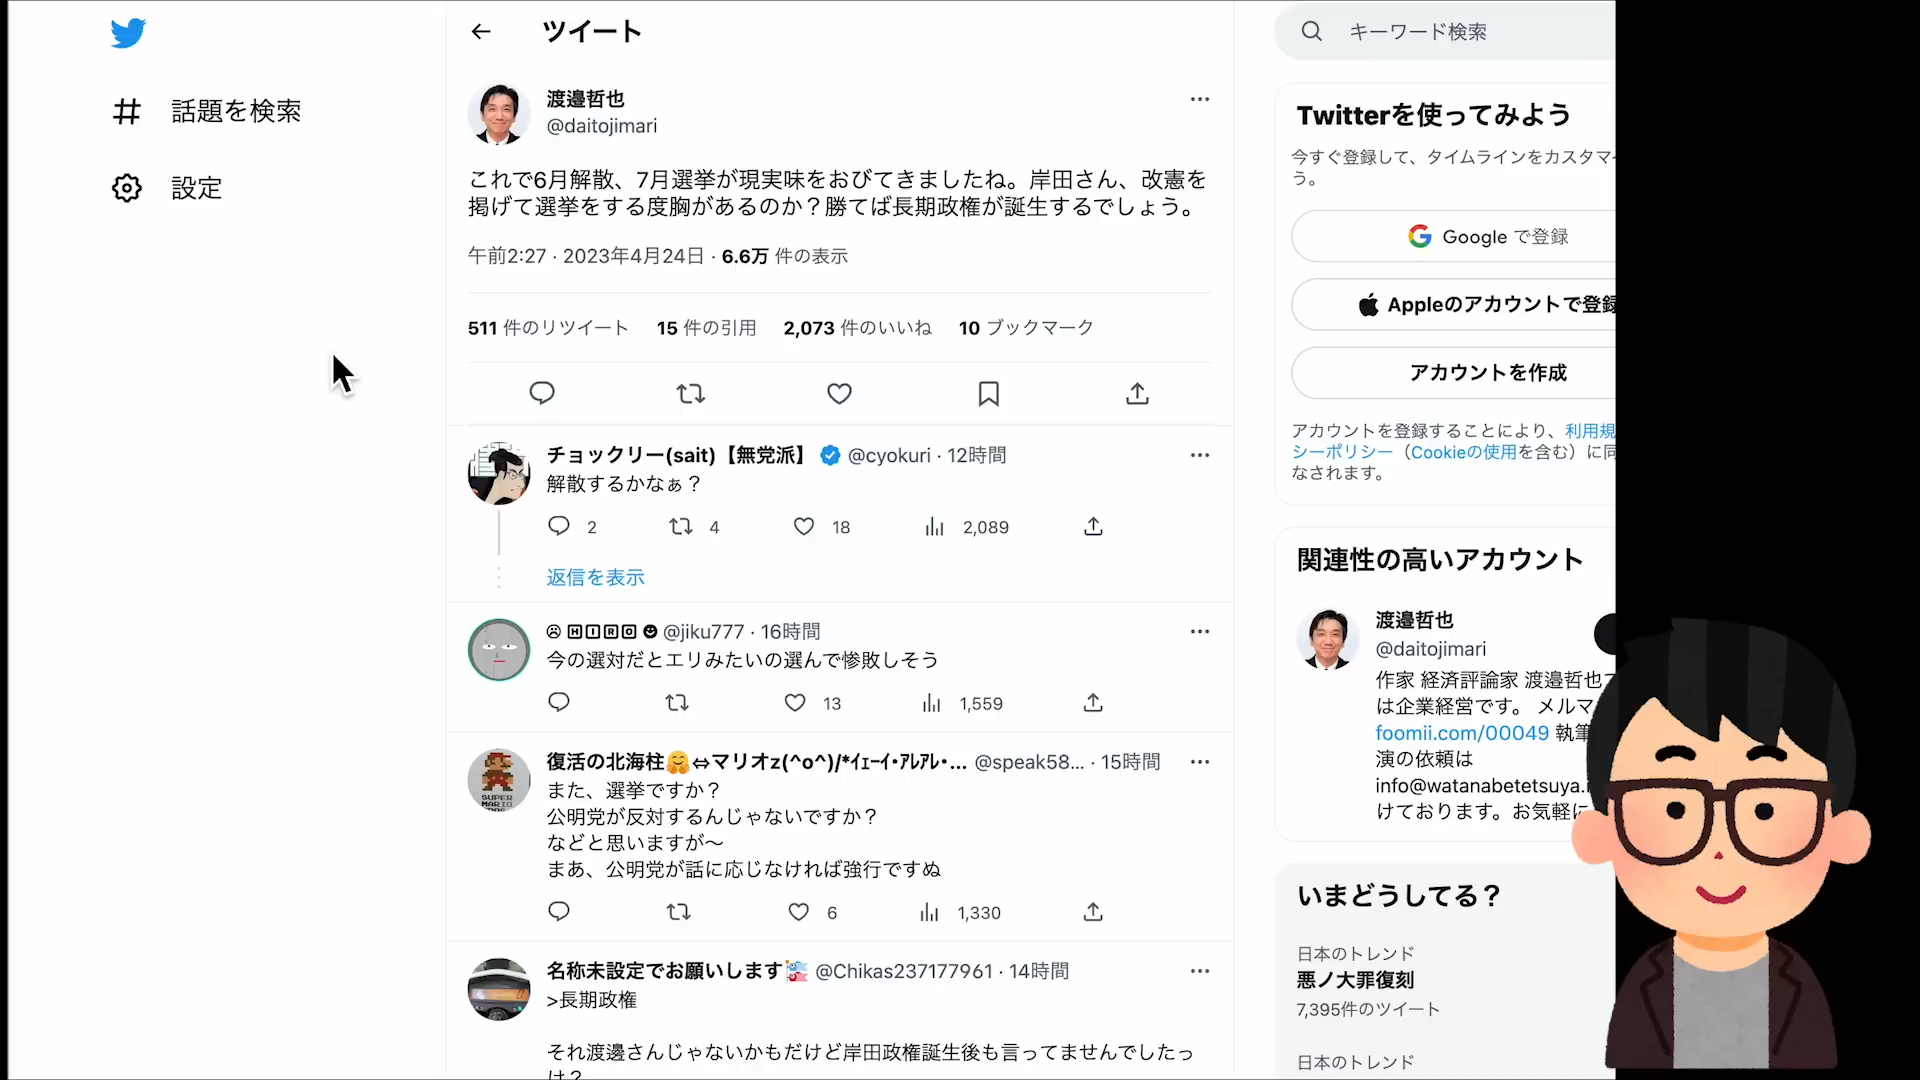 ツイート
話題を検索
設定
渡邉哲也
@daitojimari
これで6月解散、7月選挙が現実味をおびてきましたね。岸田さん、改憲を
掲げて選挙をする度胸があるのか？勝てば長期政権が誕生するでしょう。
午前2:27 · 2023年4月24日 · 6.6万 件の表示
511 件のリツイート 15 件の引用 2,073 件のいいね 10 ブックマーク
チョックリー(sait)【無党派】 @cyokuri · 12時間
解散するかなぁ？
2 4 18 2,089
返信を表示
HIRO @jiku777 · 16時間
今の選対だとエリみたいの選んで惨敗しそう
13 1,559
復活の北海柱🤗⇔マリオz(^o^)/*ｲｪｰｲ･ｱﾚｱﾚ･... @speak58... · 15時間
また、選挙ですか？
公明党が反対するんじゃないですか？
などと思いますが〜
まあ、公明党が話に応じなければ強行ですぬ
6 1,330
SUPER
MARIO
名称未設定でお願いします🎏 @Chikas237177961 · 14時間
>長期政権
それ渡邊さんじゃないかもだけど岸田政権誕生後も言ってませんでしたっ
け？
キーワード検索
Twitterを使ってみよう
今すぐ登録して、タイムラインをカスタマイ
う。
Google で登録
Appleのアカウントで登録
アカウントを作成
アカウントを登録することにより、利用規
シーポリシー（Cookieの使用を含む）に同
なされます。
関連性の高いアカウント
渡邉哲也
@daitojimari
作家 経済評論家 渡邉哲也で
は企業経営です。 メルマ
foomii.com/00049 執筆
演の依頼は
info@watanabetetsuya.i
けております。お気軽に
いまどうしてる？
日本のトレンド
悪ノ大罪復刻
7,395件のツイート
日本のトレンド